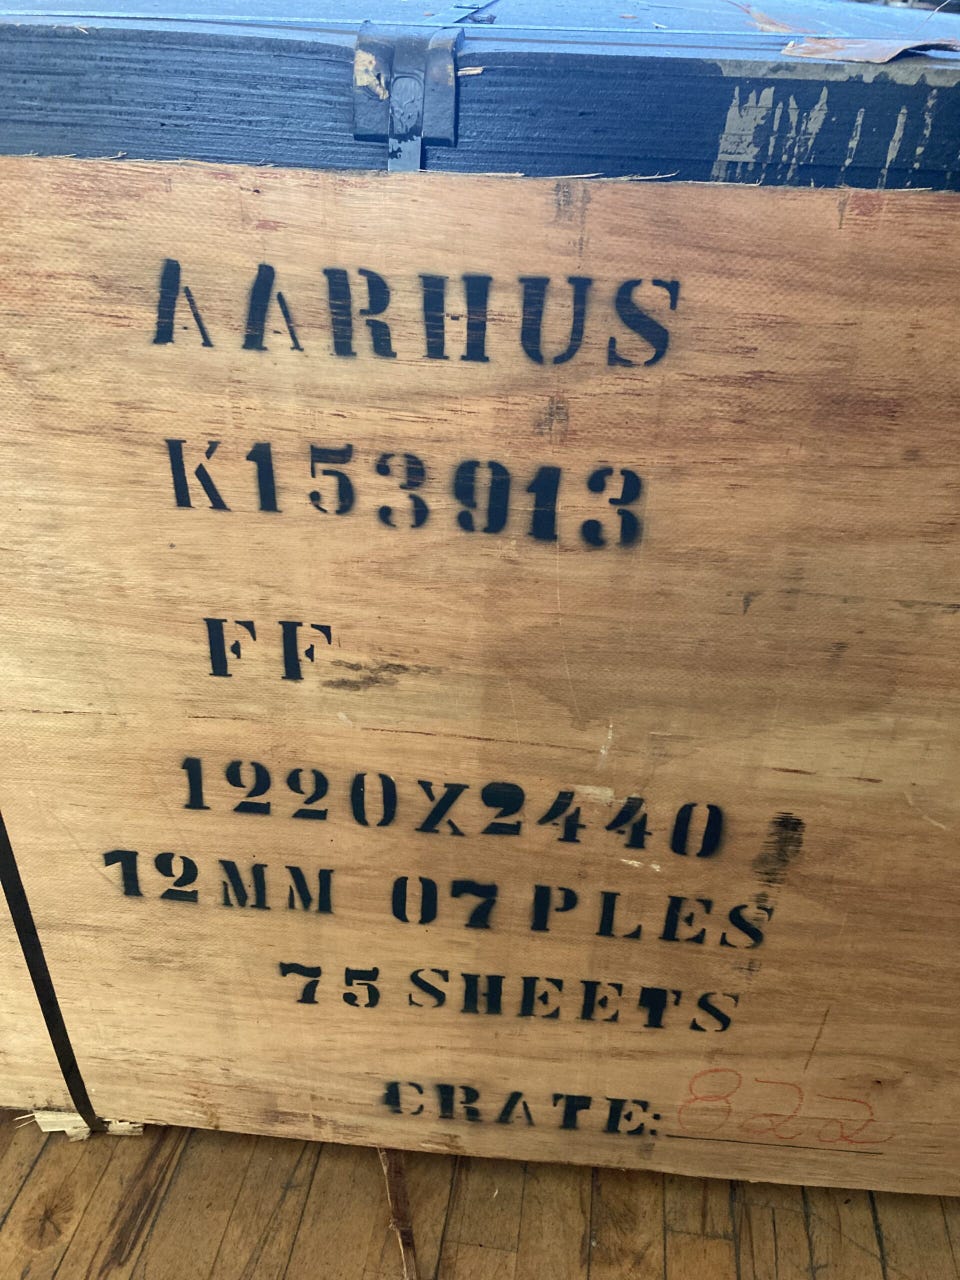 AARHUS
K153913
FF
1220X2440
12MM 07 PLES
75 SHEETS
CRATE: 822